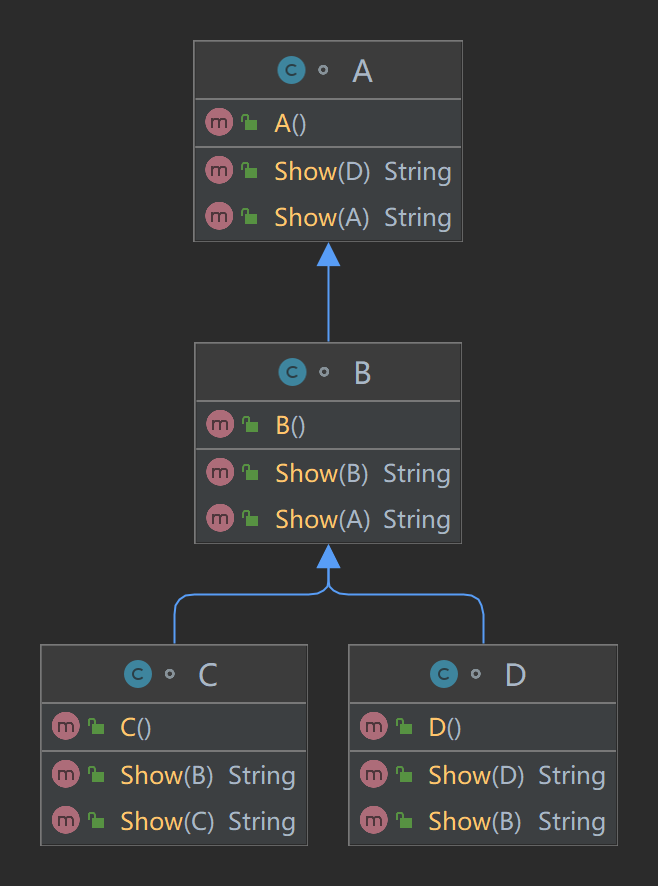 C A
m A()
m Show(D) String
m Show(A) String
C B
m B()
m Show(B) String
m Show(A) String
C C
m C()
m Show(B) String
m Show(C) String
C D
m D()
m Show(D) String
m Show(B) String